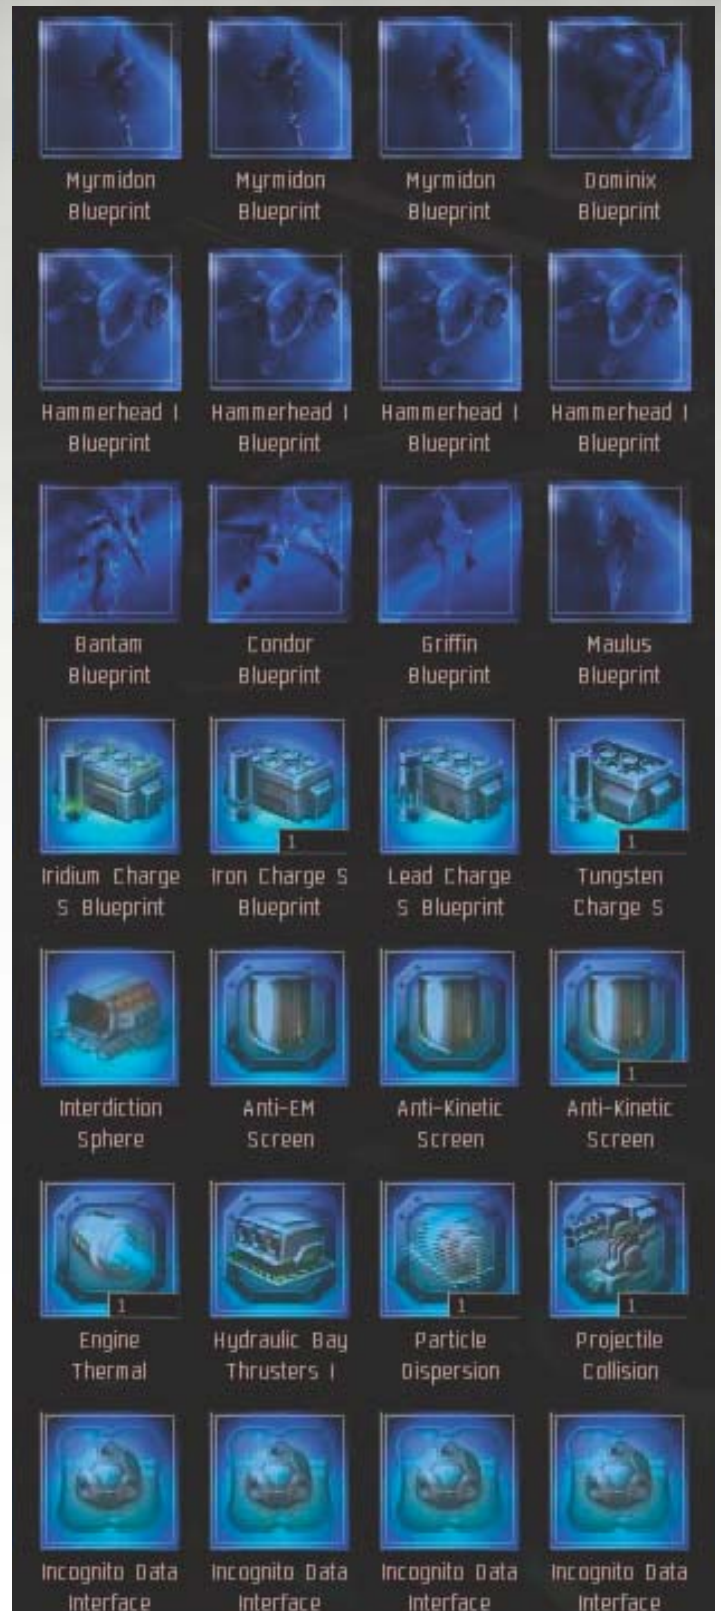 Myrmidon Myrmidon Myrmidon Dominix
Blueprint Blueprint Blueprint Blueprint
Hammerhead I Hammerhead I Hammerhead I Hammerhead I
Blueprint Blueprint Blueprint Blueprint
Bantam Condor Griffin Maulus
Blueprint Blueprint Blueprint Blueprint
1 1
Iridium Charge Iron Charge S Lead Charge Tungsten
S Blueprint Blueprint S Blueprint Charge S
1
Interdiction Anti-EM Anti-Kinetic Anti-Kinetic
Sphere Screen Screen Screen
1 1 1
Engine Hydraulic Bay Particle Projectile
Thermal Thrusters I Dispersion Collision
Incognito Data Incognito Data Incognito Data Incognito Data
Interface Interface Interface Interface